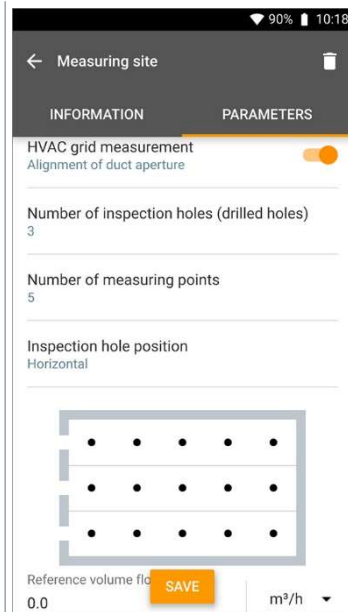 90% 10:18
Measuring site
INFORMATION PARAMETERS
HVAC grid measurement
Alignment of duct aperture
Number of inspection holes (drilled holes)
3
Number of measuring points
5
Inspection hole position
Horizontal
Reference volume flo
SAVE
0.0 m³/h